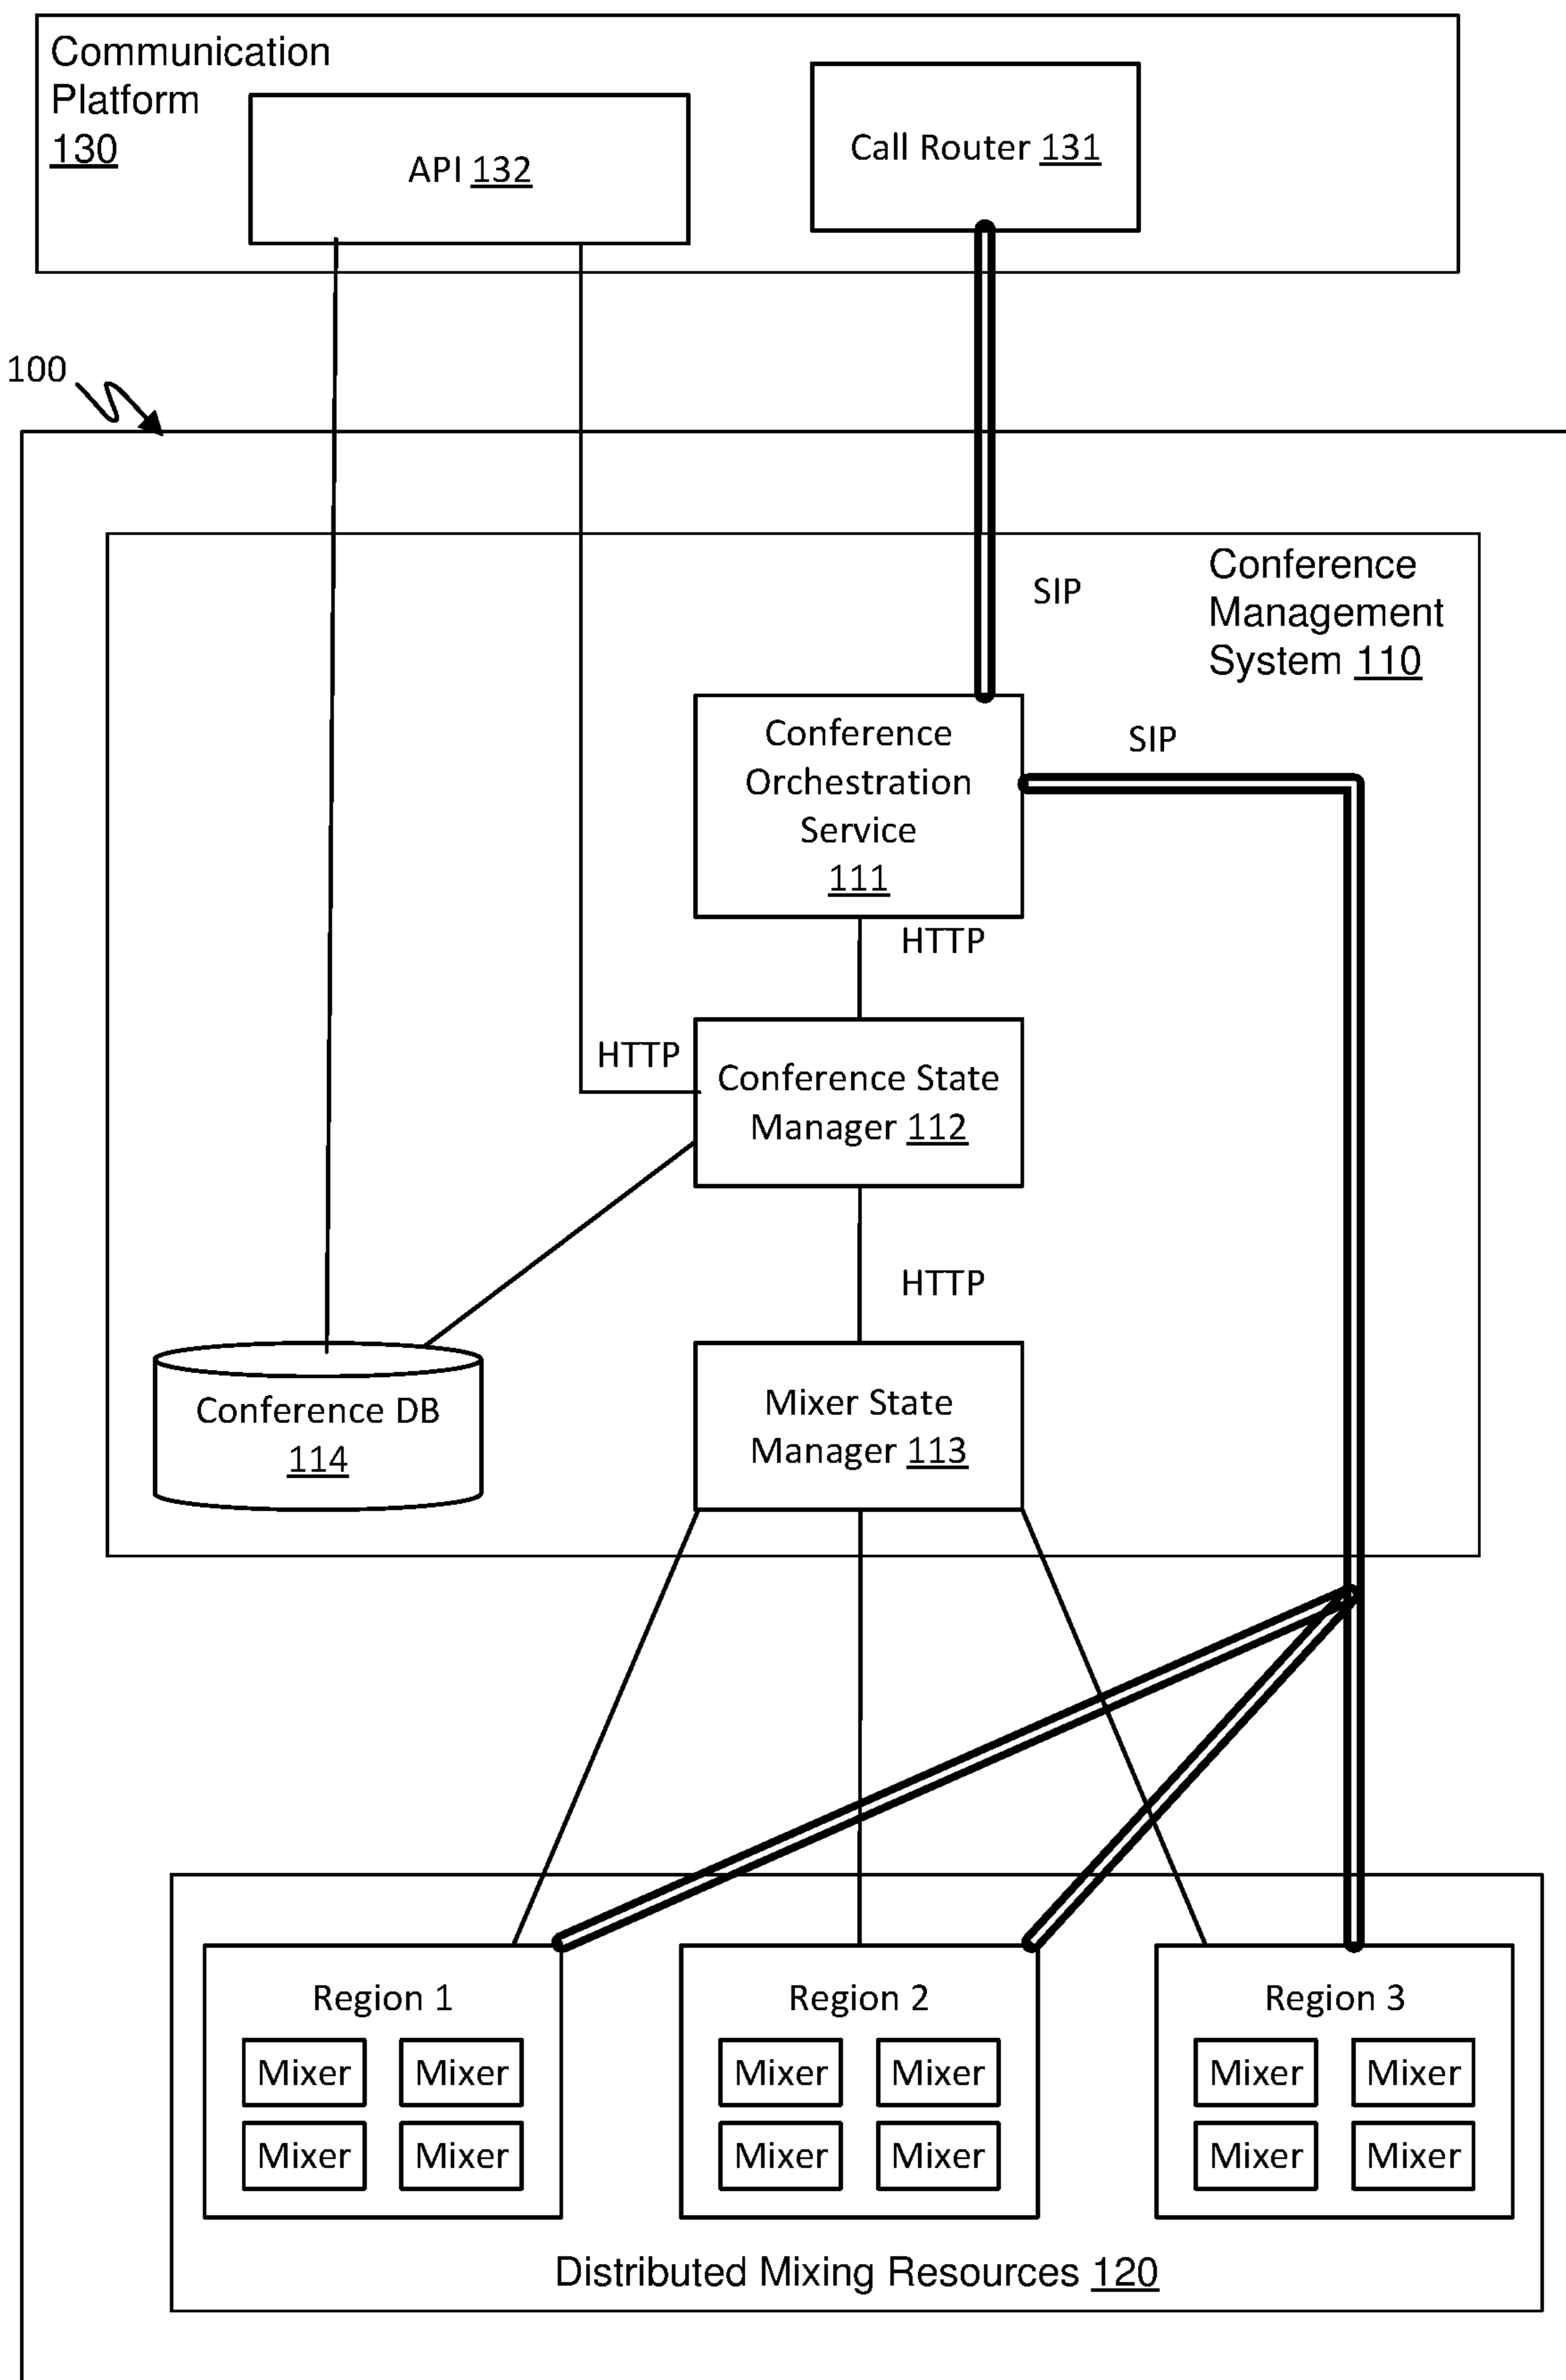 Communication
Platform
130
API 132
Call Router 131
100
Conference
Management
System 110
SIP
SIP
Conference
Orchestration
Service
111
HTTP
HTTP
Conference State
Manager 112
HTTP
Conference DB
114
Mixer State
Manager 113
Region 1
Mixer Mixer
Mixer Mixer
Region 2
Mixer Mixer
Mixer Mixer
Region 3
Mixer Mixer
Mixer Mixer
Distributed Mixing Resources 120